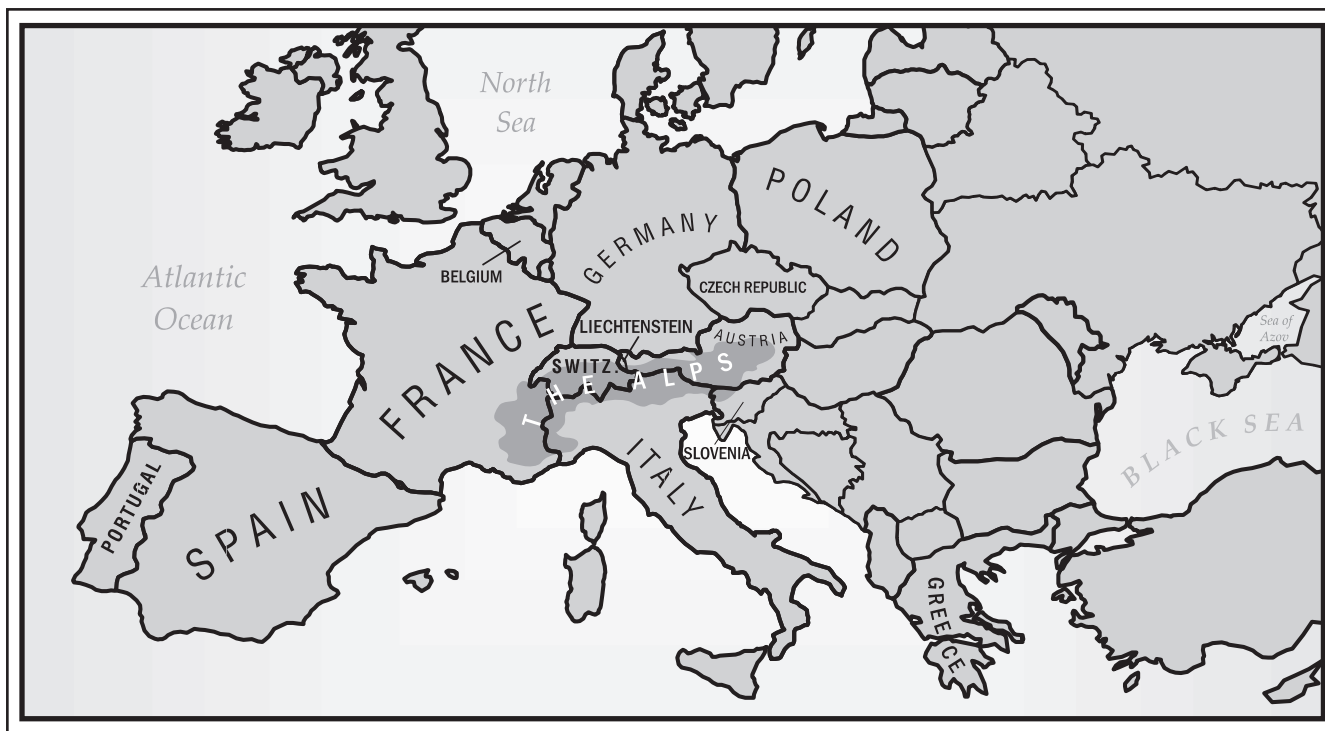 North
Sea
POLAND
GERMANY
Atlantic
Ocean
BELGIUM
CZECH REPUBLIC
FRANCE
LIECHTENSTEIN
AUSTRIA
Sea of
Azov
SWITZ.
THE ALPS
BLACK SEA
ITALY
SLOVENIA
PORTUGAL
SPAIN
GREECE